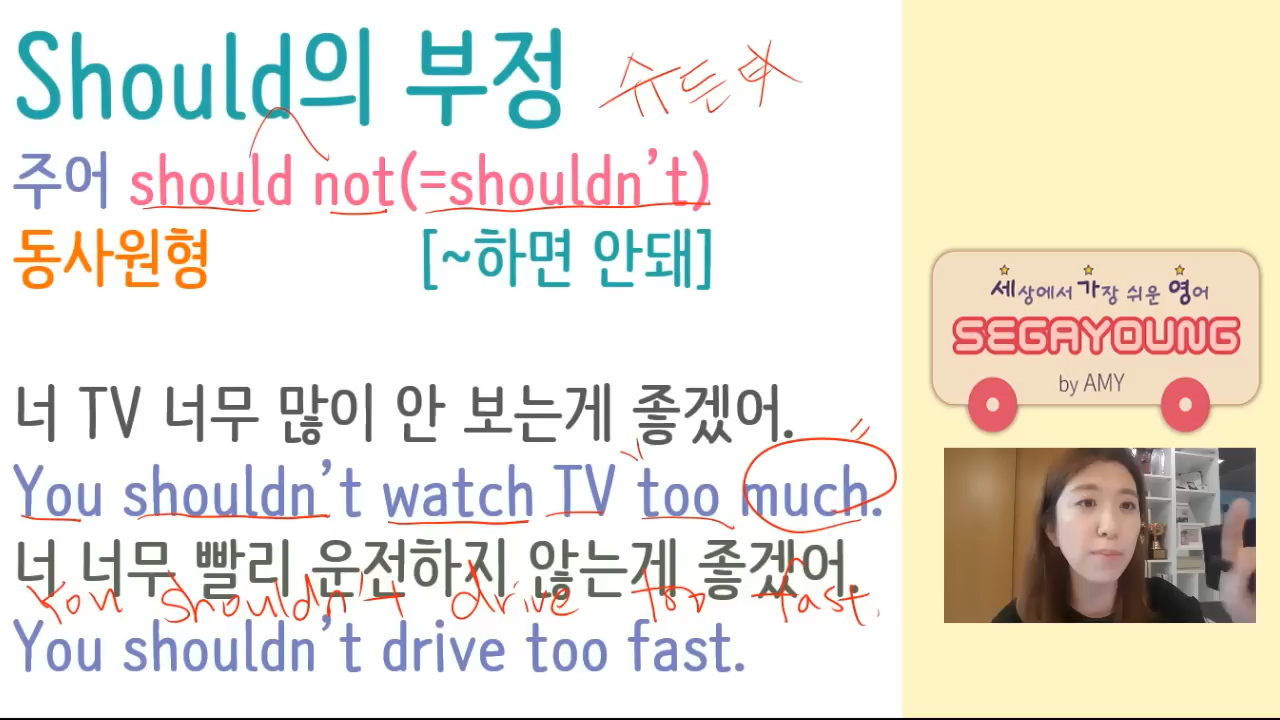 Should의 부정
슈든부
주어 should not(=shouldn't)
동사원형 [~하면 안돼]
너 TV 너무 많이 안 보는게 좋겠어.
You shouldn't watch TV too much.
너 너무 빨리 운전하지 않는게 좋겠어.
You shouldn't drive too fast.
You shouldn't drive too fast.
세상에서 가장 쉬운 영어
SEGAYOUNG
by AMY